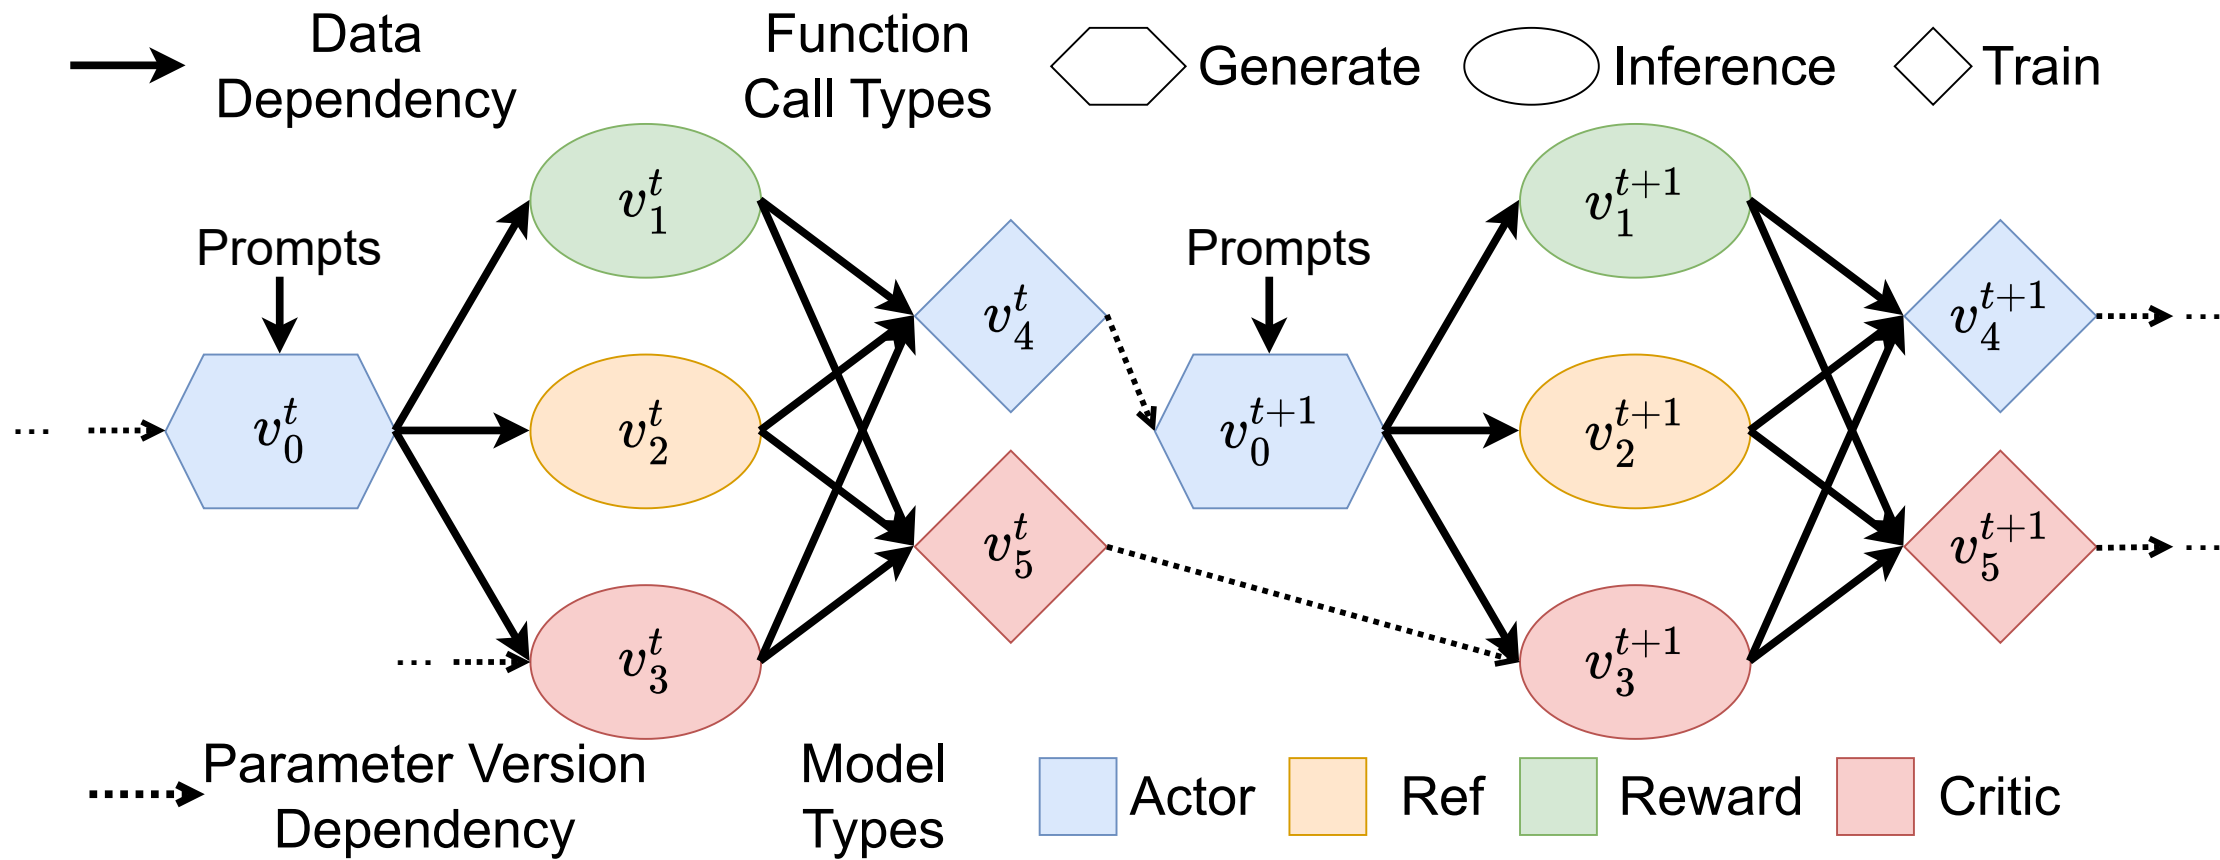 Data
Dependency
Function
Call Types
Generate
Inference
Train
Prompts
Prompts
v_1^t
v_1^{t+1}
v_4^t
v_4^{t+1}
...
...
v_0^t
v_2^t
v_0^{t+1}
v_2^{t+1}
v_5^t
v_5^{t+1}
...
...
v_3^t
v_3^{t+1}
Parameter Version
Dependency
Model
Types
Actor
Ref
Reward
Critic